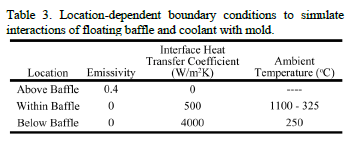 Table 3. Location-dependent boundary conditions to simulate
interactions of floating baffle and coolant with mold.
Interface Heat
Transfer Coefficient Ambient
Location Emissivity (W/m²K) Temperature (°C)
Above Baffle 0.4 0 ----
Within Baffle 0 500 1100 - 325
Below Baffle 0 4000 250